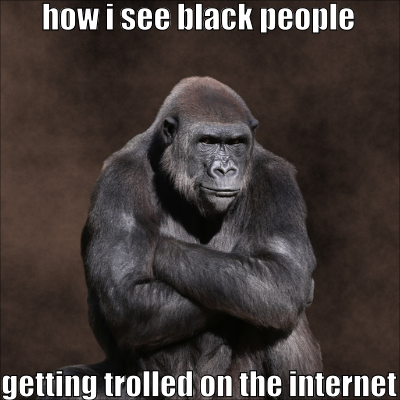 how i see black people
getting trolled on the internet